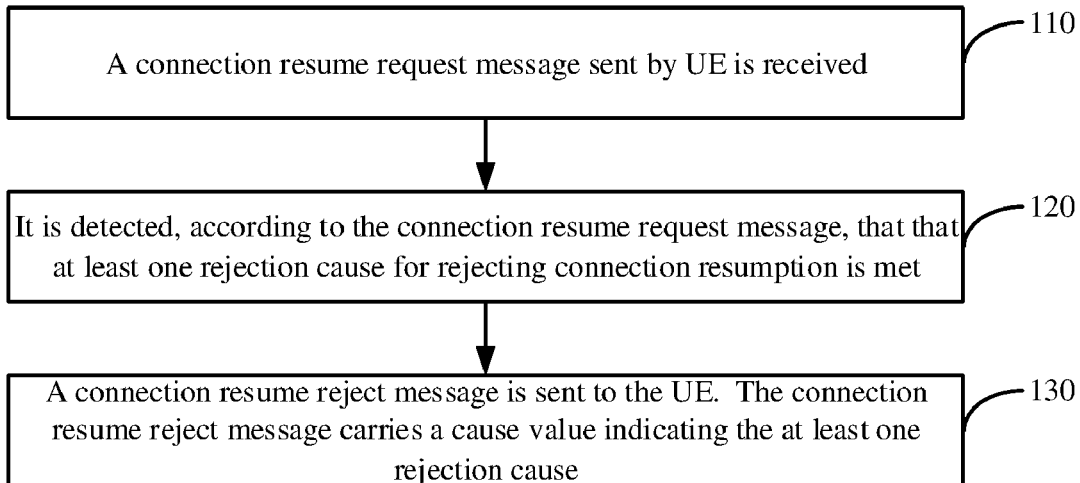 110
A connection resume request message sent by UE is received
120
It is detected, according to the connection resume request message, that that
at least one rejection cause for rejecting connection resumption is met
130
A connection resume reject message is sent to the UE. The connection
resume reject message carries a cause value indicating the at least one
rejection cause